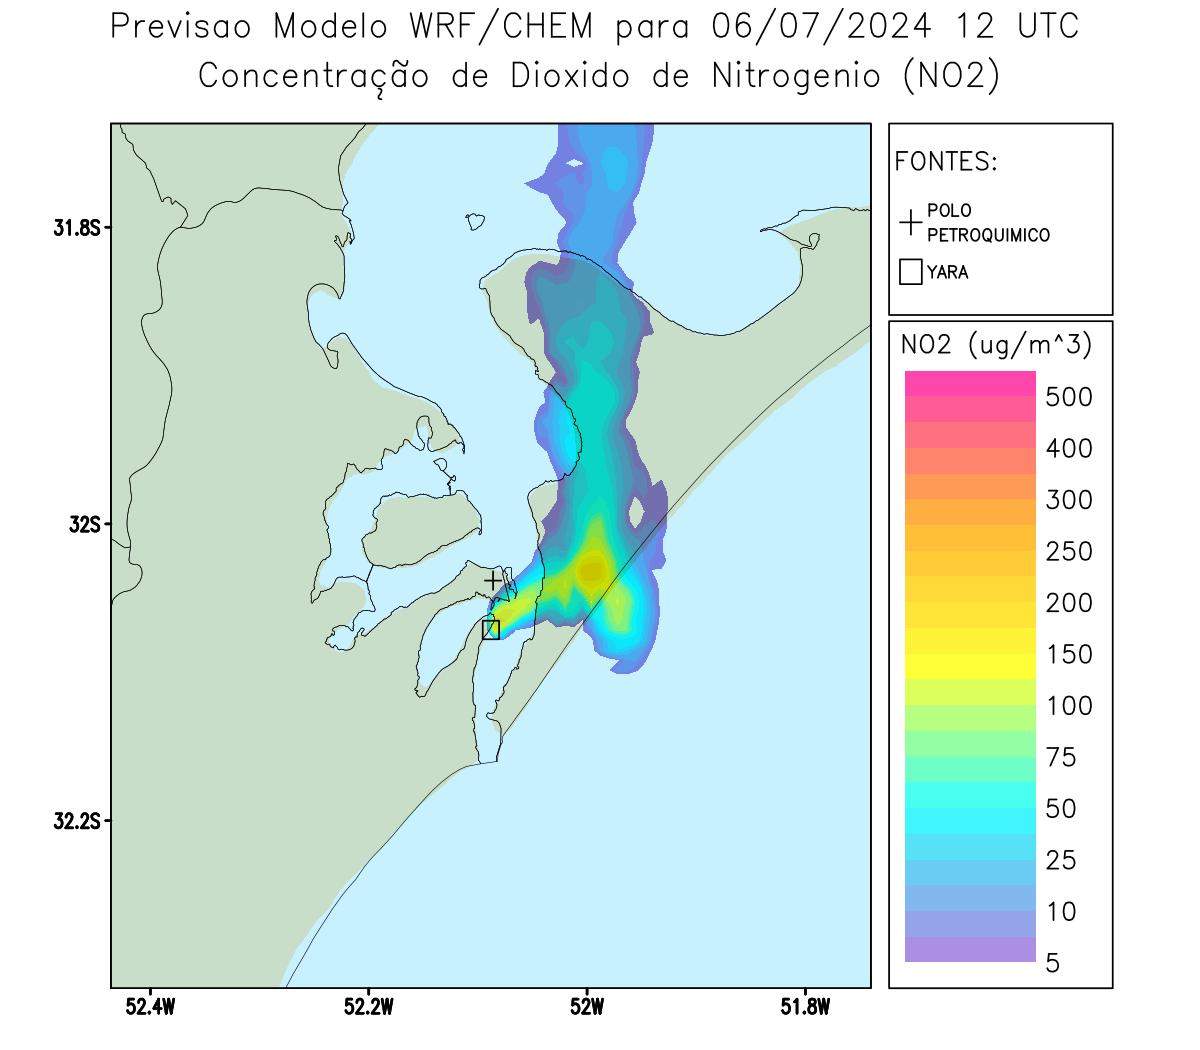 Previsao Modelo WRF/CHEM para 06/07/2024 12 UTC
Concentração de Dioxido de Nitrogenio (NO2)
FONTES:
POLO
PETROQUIMICO
YARA
31.8S
32S
32.2S
52.4W
52.2W
52W
51.8W
NO2 (ug/m^3)
500
400
300
250
200
150
100
75
50
25
10
5